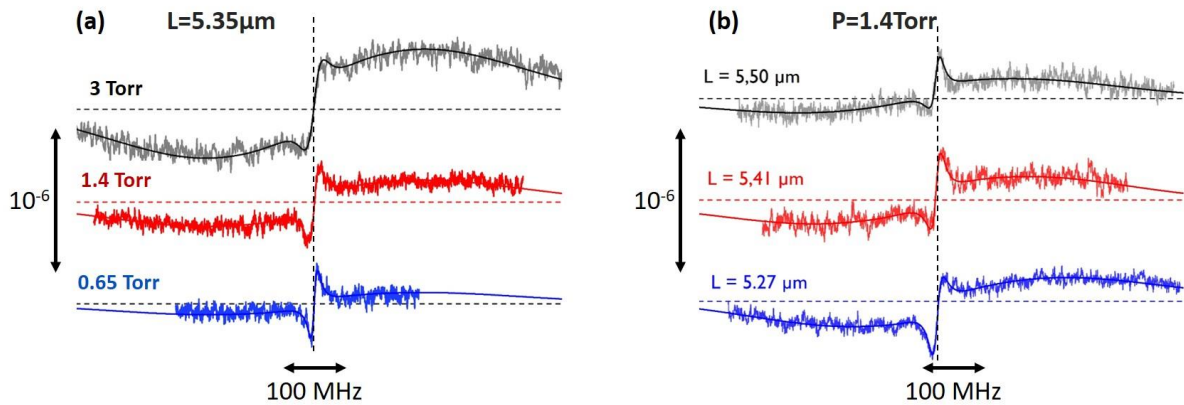 (a) L=5.35µm
3 Torr
1.4 Torr
10-6
0.65 Torr
100 MHz
(b) P=1.4Torr
L = 5,50 µm
L = 5,41 µm
10-6
L = 5.27 µm
100 MHz